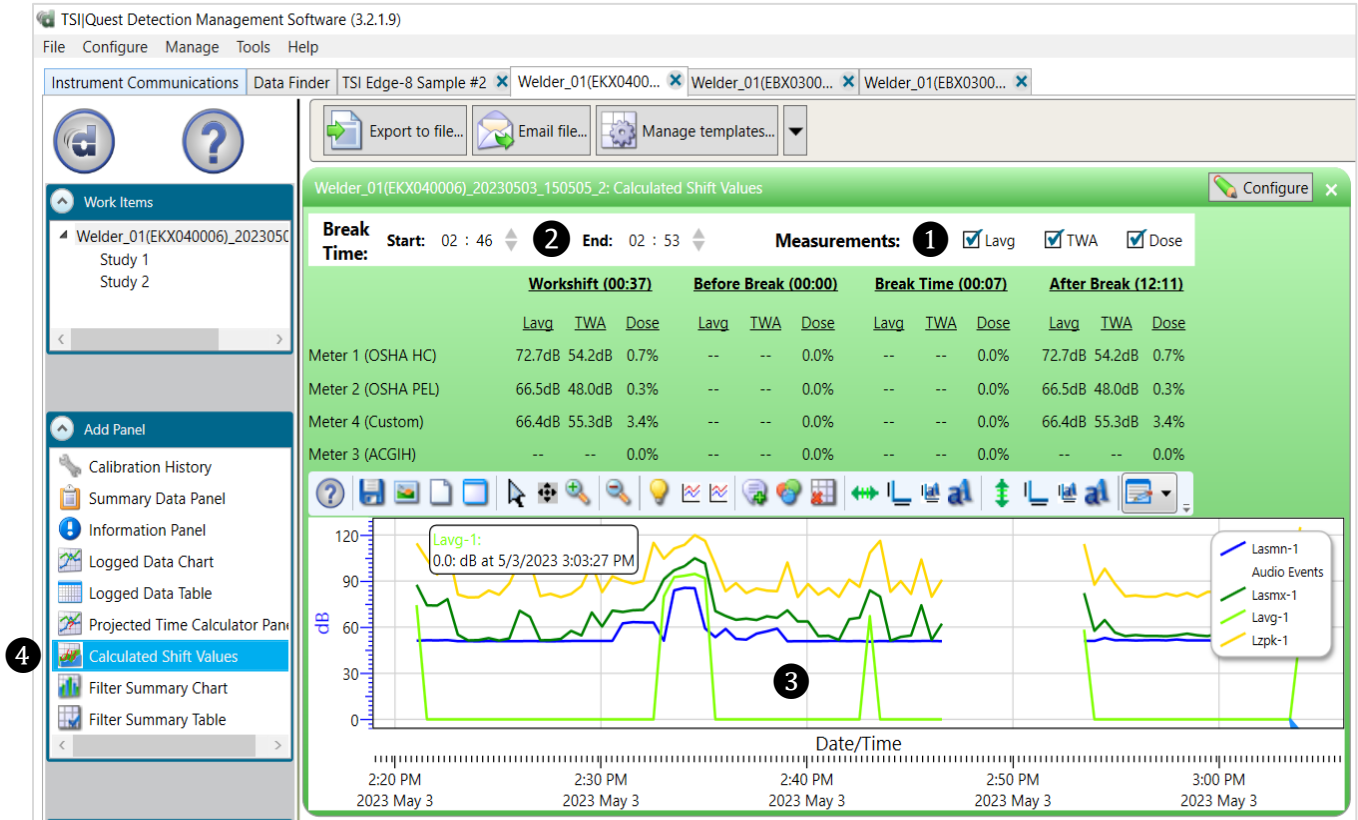 TSI|Quest Detection Management Software (3.2.1.9)
File Configure Manage Tools Help
Instrument Communications Data Finder TSI Edge-8 Sample #2 Welder_01(EKX0400... Welder_01(EBX0300... Welder_01(EBX0300...
Export to file... Email file... Manage templates...
Work Items
Welder_01(EKX040006)_202305
Study 1
Study 2
Add Panel
Calibration History
Summary Data Panel
Information Panel
Logged Data Chart
Logged Data Table
Projected Time Calculator Pane
4 Calculated Shift Values
Filter Summary Chart
Filter Summary Table
Welder_01(EKX040006)_20230503_150505_2: Calculated Shift Values Configure
Break Time: Start: 02 : 46 2 End: 02 : 53 Measurements: 1 Lavg TWA Dose
Workshift (00:37) Before Break (00:00) Break Time (00:07) After Break (12:11)
Lavg TWA Dose Lavg TWA Dose Lavg TWA Dose Lavg TWA Dose
Meter 1 (OSHA HC) 72.7dB 54.2dB 0.7% -- -- 0.0% -- -- 0.0% 72.7dB 54.2dB 0.7%
Meter 2 (OSHA PEL) 66.5dB 48.0dB 0.3% -- -- 0.0% -- -- 0.0% 66.5dB 48.0dB 0.3%
Meter 4 (Custom) 66.4dB 55.3dB 3.4% -- -- 0.0% -- -- 0.0% 66.4dB 55.3dB 3.4%
Meter 3 (ACGIH) -- -- 0.0% -- -- 0.0% -- -- 0.0% -- -- 0.0%
120
90
60
30
0
dB
Lavg-1:
0.0: dB at 5/3/2023 3:03:27 PM
3
Lasmn-1
Audio Events
Lasmx-1
Lavg-1
Lzpk-1
Date/Time
2:20 PM 2:30 PM 2:40 PM 2:50 PM 3:00 PM
2023 May 3 2023 May 3 2023 May 3 2023 May 3 2023 May 3